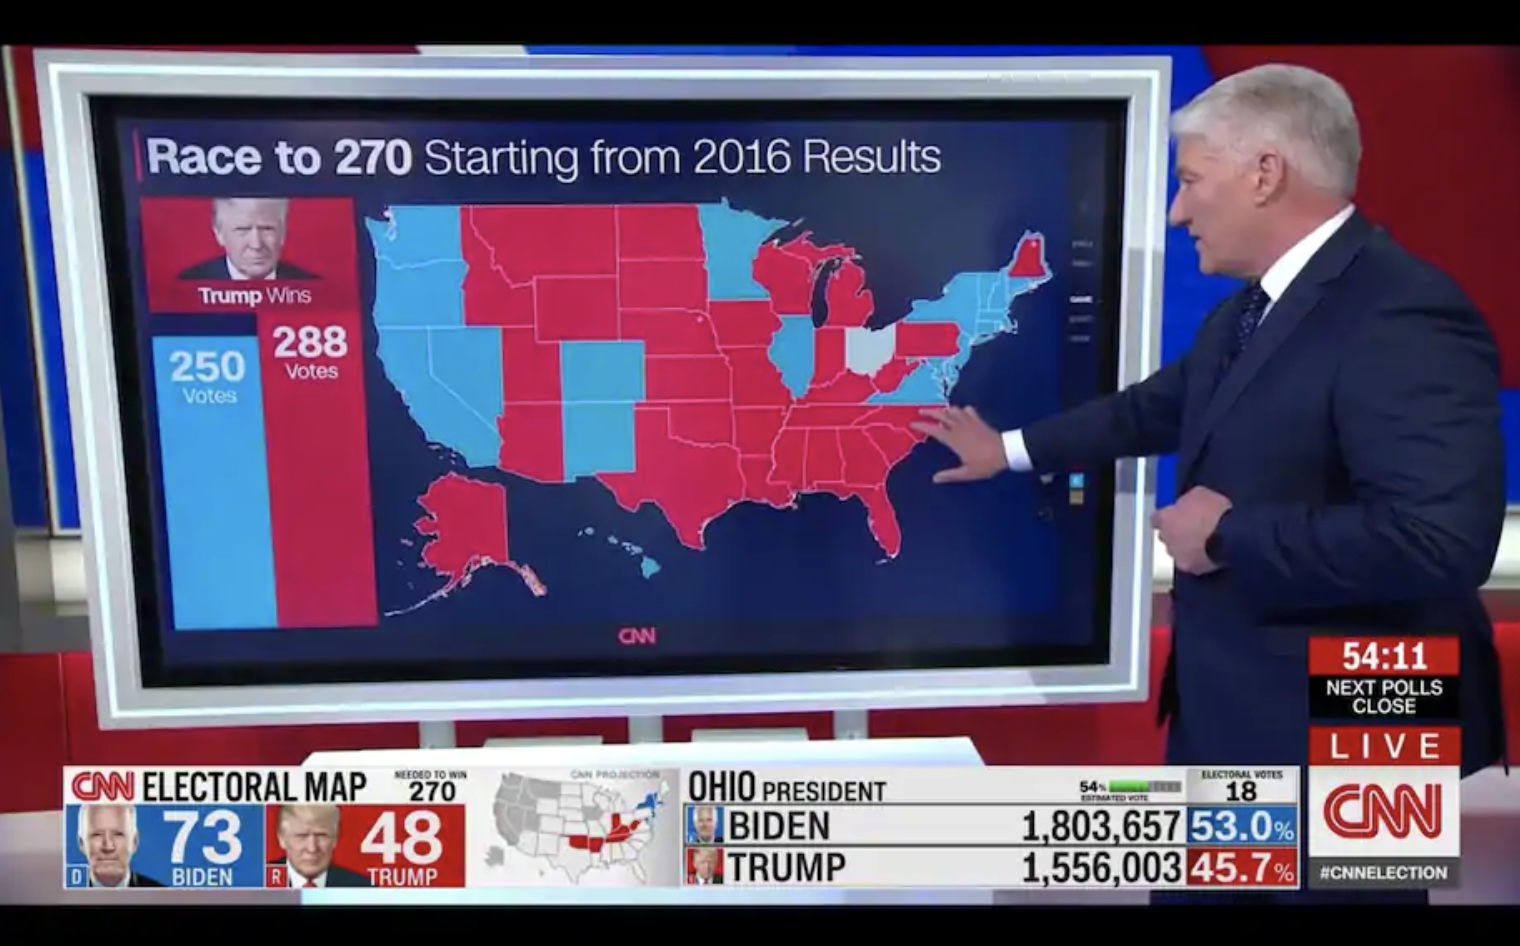 Race to 270 Starting from 2016 Results
Trump Wins
250
Votes
288
Votes
CNN
54:11
NEXT POLLS
CLOSE
LIVE
CNN
#CNNELECTION
CNN ELECTORAL MAP
NEEDED TO WIN
270
D
73
BIDEN
R
48
TRUMP
CNN PROJECTION
OHIO PRESIDENT
54%
ESTIMATED VOTE
ELECTORAL VOTES
18
BIDEN 1,803,657 53.0%
TRUMP 1,556,003 45.7%